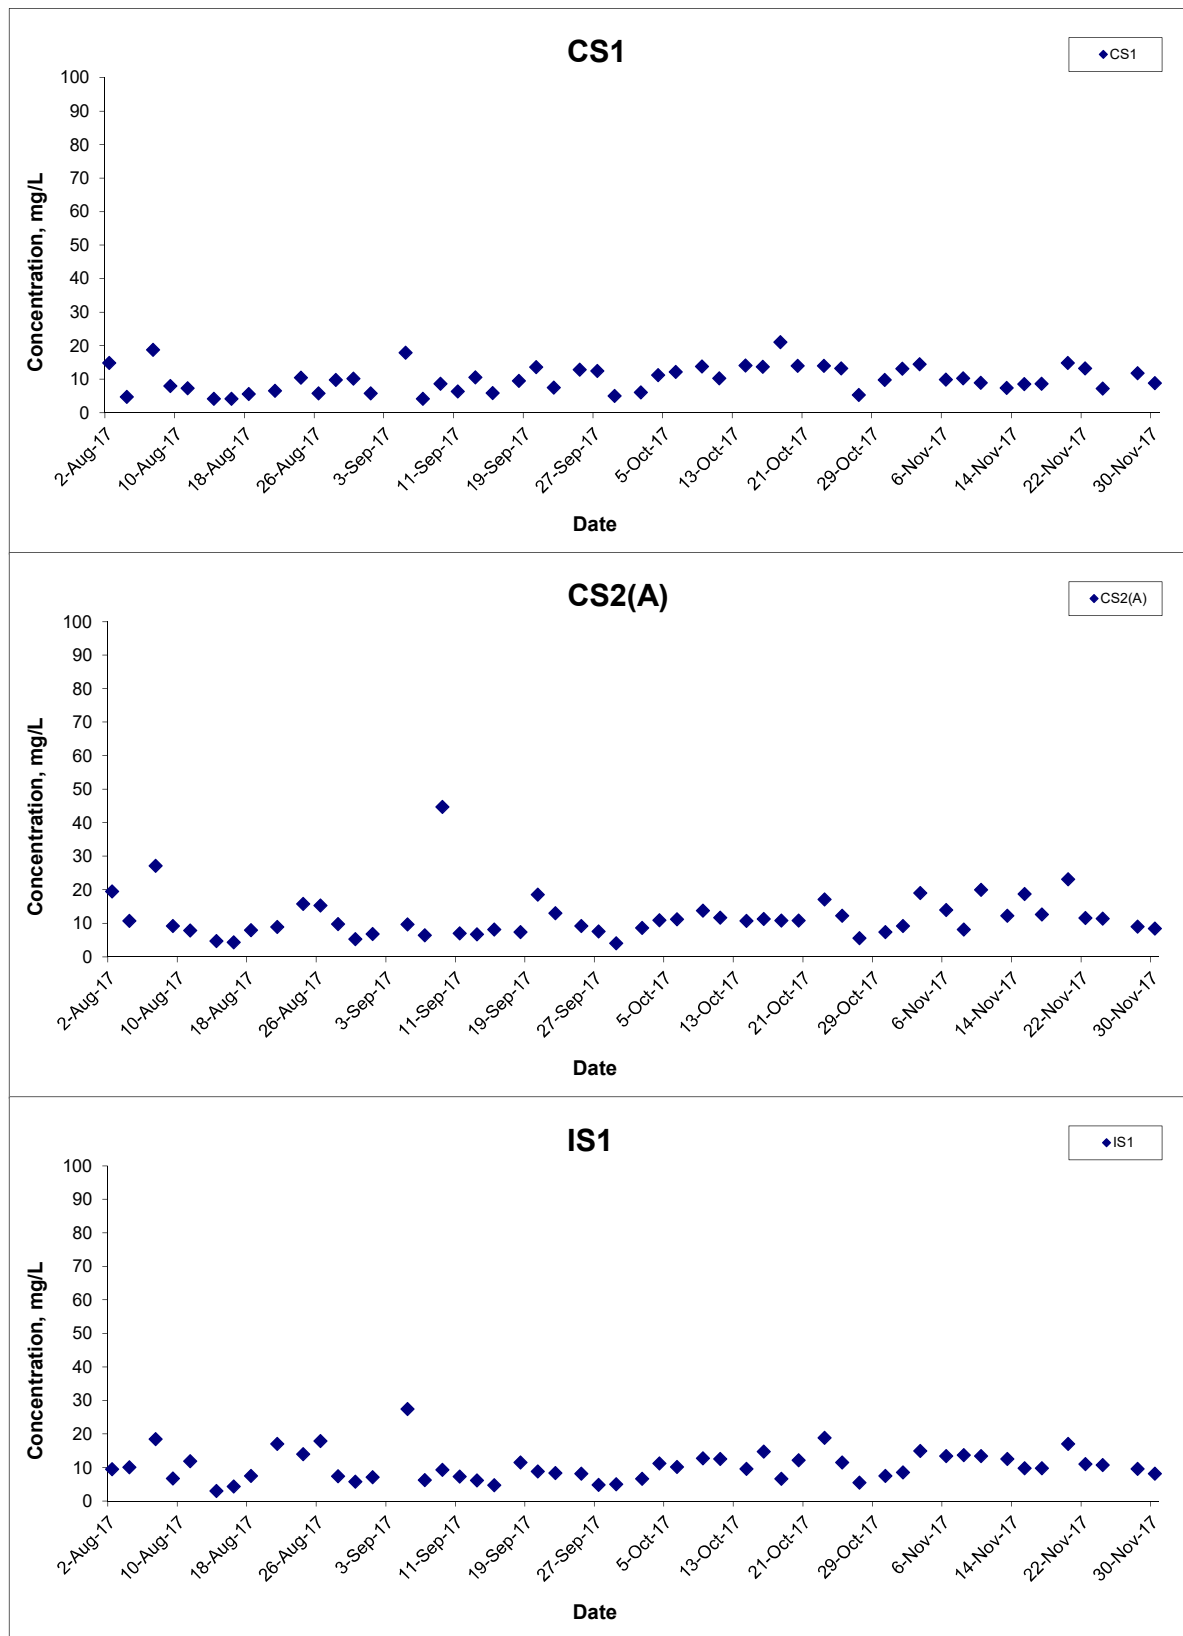 CS1
CS1
100
90
80
70
60
50
40
30
20
10
0
Concentration, mg/L
2-Aug-17
10-Aug-17
18-Aug-17
26-Aug-17
3-Sep-17
11-Sep-17
19-Sep-17
27-Sep-17
5-Oct-17
13-Oct-17
21-Oct-17
29-Oct-17
6-Nov-17
14-Nov-17
22-Nov-17
30-Nov-17
Date
CS2(A)
CS2(A)
100
90
80
70
60
50
40
30
20
10
0
Concentration, mg/L
2-Aug-17
10-Aug-17
18-Aug-17
26-Aug-17
3-Sep-17
11-Sep-17
19-Sep-17
27-Sep-17
5-Oct-17
13-Oct-17
21-Oct-17
29-Oct-17
6-Nov-17
14-Nov-17
22-Nov-17
30-Nov-17
Date
IS1
IS1
100
90
80
70
60
50
40
30
20
10
0
Concentration, mg/L
2-Aug-17
10-Aug-17
18-Aug-17
26-Aug-17
3-Sep-17
11-Sep-17
19-Sep-17
27-Sep-17
5-Oct-17
13-Oct-17
21-Oct-17
29-Oct-17
6-Nov-17
14-Nov-17
22-Nov-17
30-Nov-17
Date